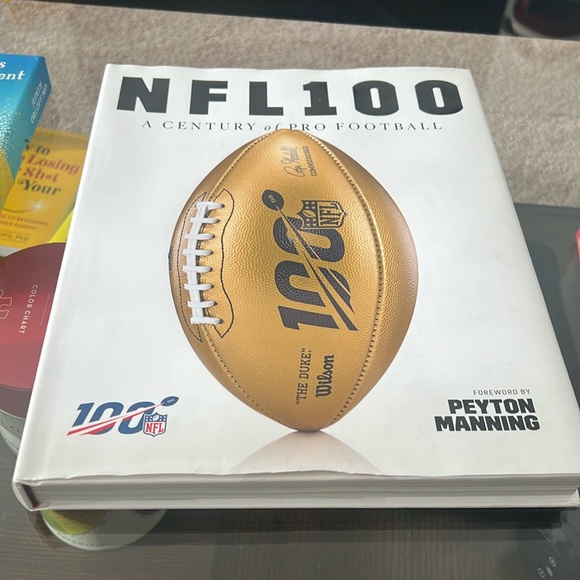 NFL100
A CENTURY of PRO FOOTBALL
COMMISSIONER
100
NFL
"THE DUKE"
Wilson
100
NFL
FOREWORD BY
PEYTON
MANNING
to
Losing
Sh*t
Your
COLOR CHART